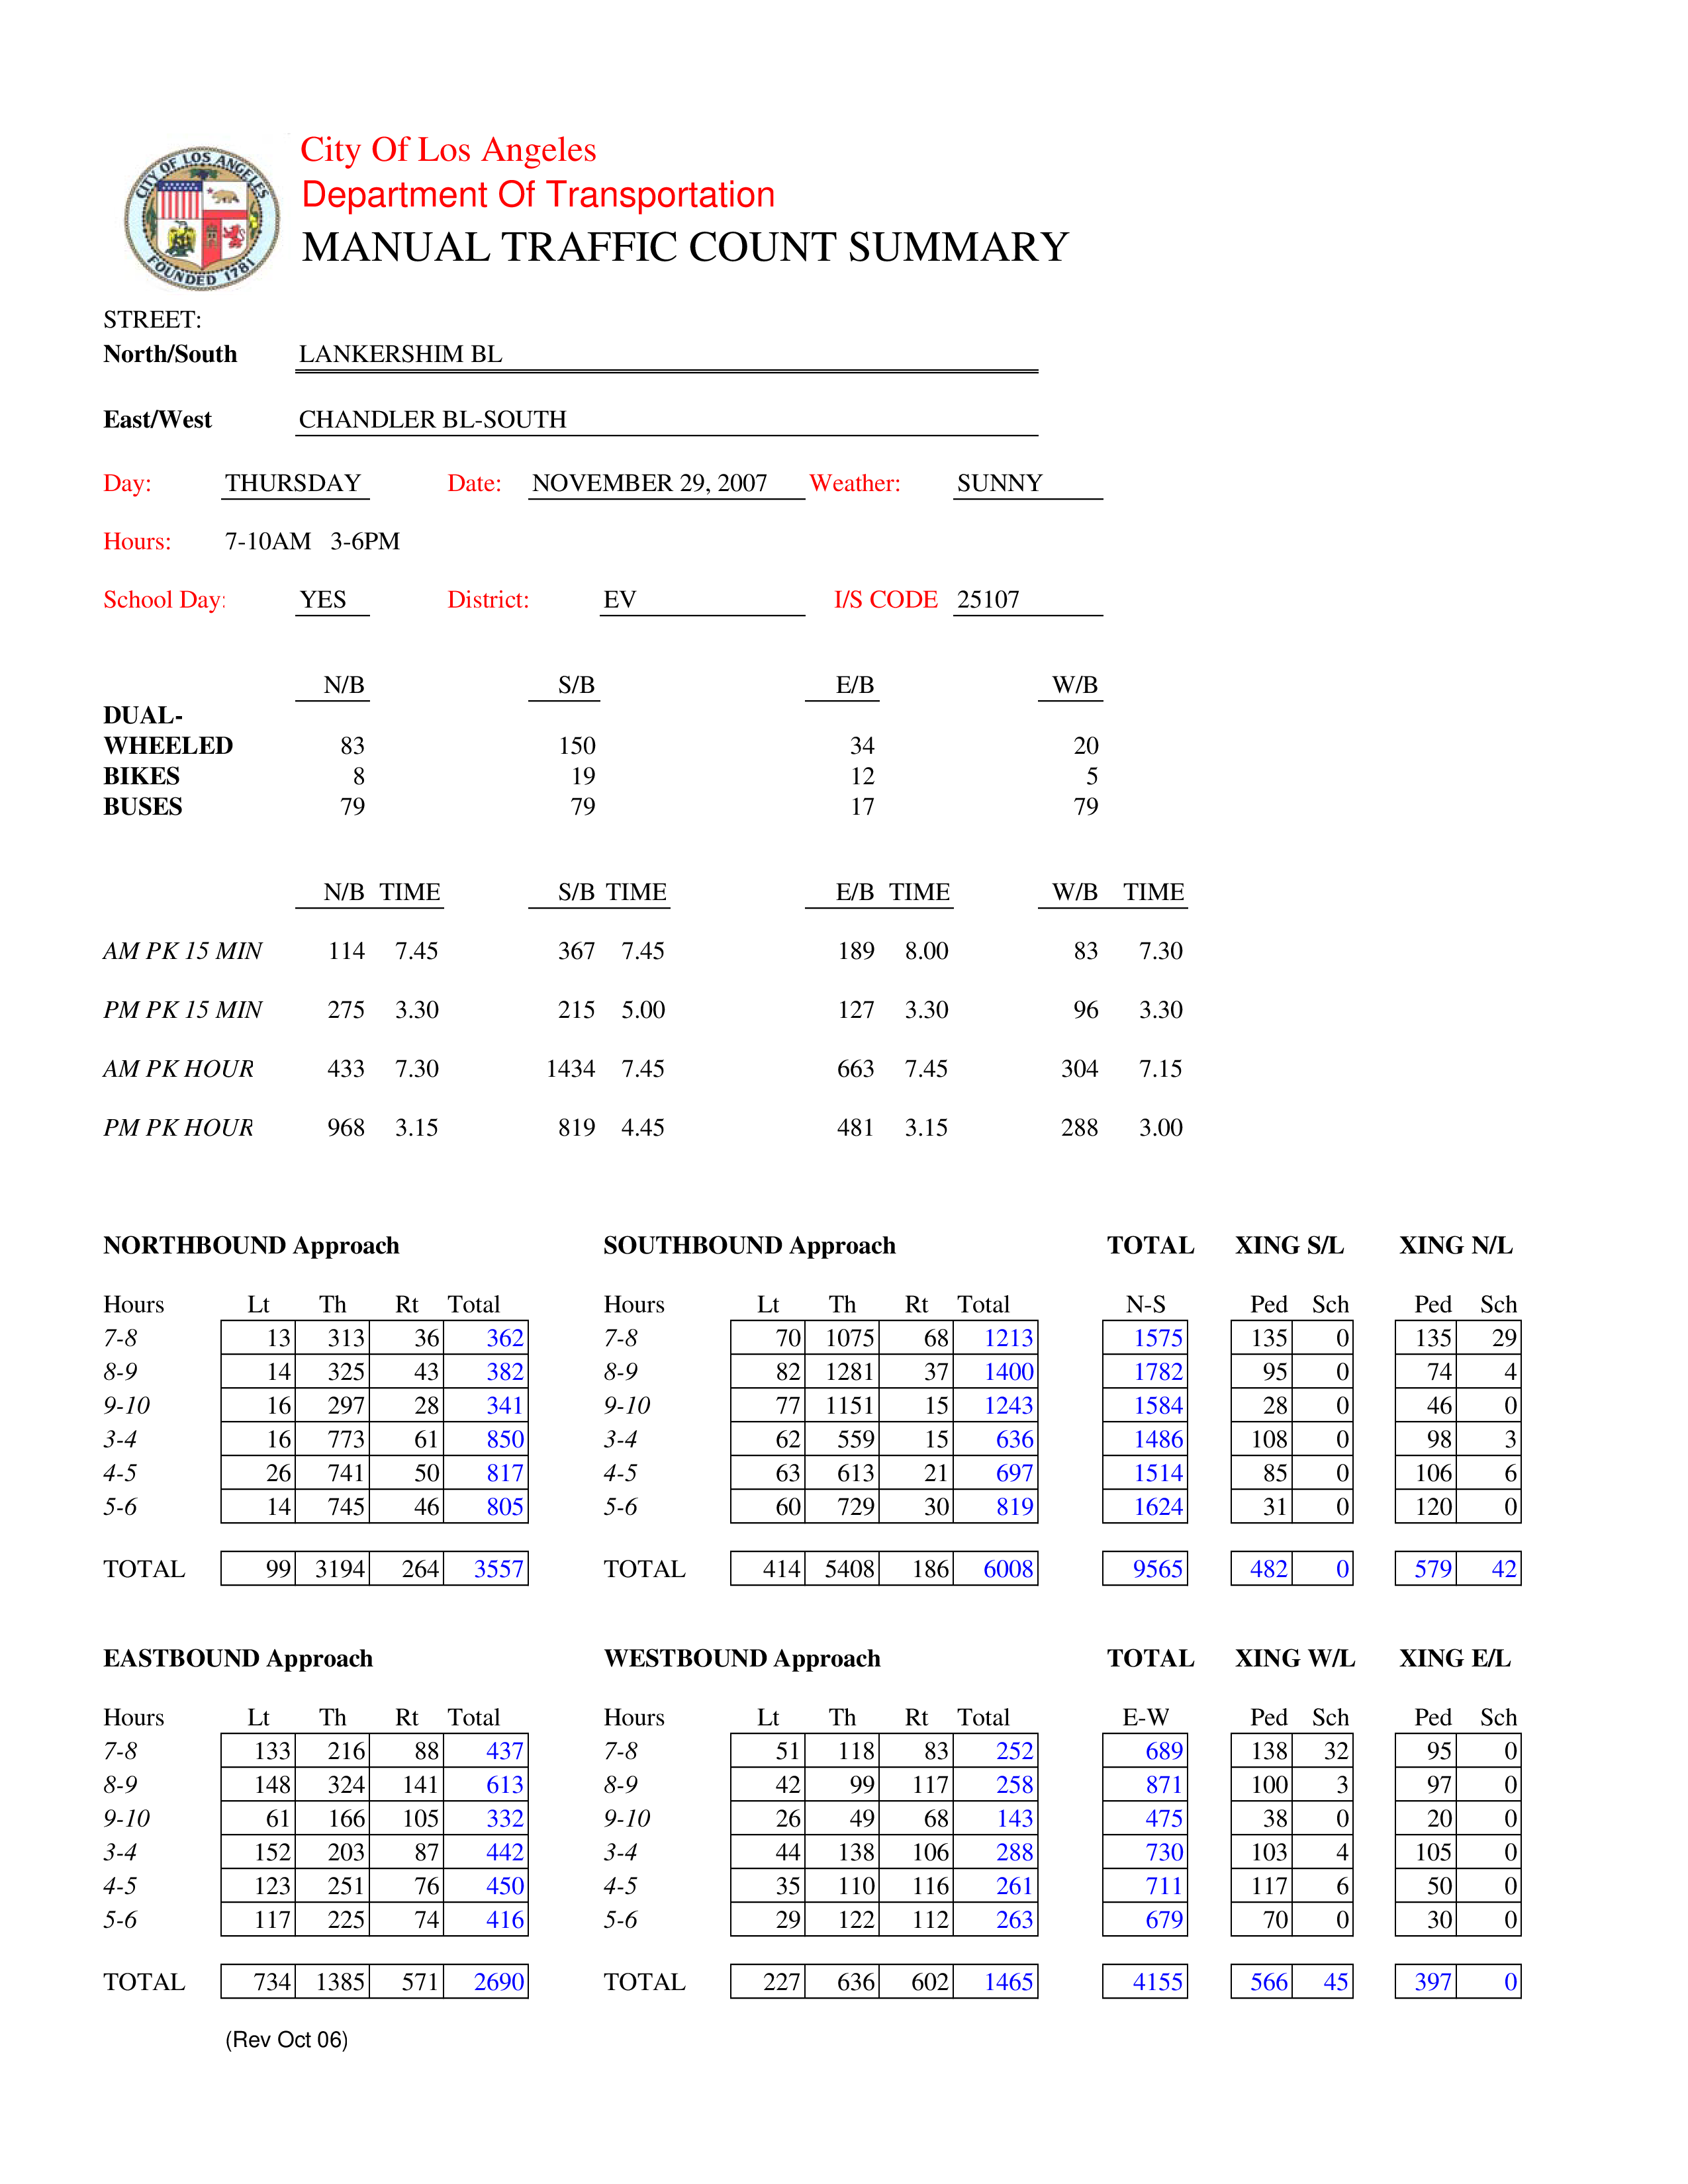 CITY OF LOS ANGELES
FOUNDED 1781
City Of Los Angeles
Department Of Transportation
MANUAL TRAFFIC COUNT SUMMARY
STREET:
North/South LANKERSHIM BL
East/West CHANDLER BL-SOUTH
Day: THURSDAY Date: NOVEMBER 29, 2007 Weather: SUNNY
Hours: 7-10AM 3-6PM
School Day: YES District: EV I/S CODE 25107
N/B S/B E/B W/B
DUAL-
WHEELED 83 150 34 20
BIKES 8 19 12 5
BUSES 79 79 17 79
N/B TIME S/B TIME E/B TIME W/B TIME
AM PK 15 MIN 114 7.45 367 7.45 189 8.00 83 7.30
PM PK 15 MIN 275 3.30 215 5.00 127 3.30 96 3.30
AM PK HOUR 433 7.30 1434 7.45 663 7.45 304 7.15
PM PK HOUR 968 3.15 819 4.45 481 3.15 288 3.00
NORTHBOUND Approach SOUTHBOUND Approach TOTAL XING S/L XING N/L
Hours Lt Th Rt Total Hours Lt Th Rt Total N-S Ped Sch Ped Sch
7-8 13 313 36 362 7-8 70 1075 68 1213 1575 135 0 135 29
8-9 14 325 43 382 8-9 82 1281 37 1400 1782 95 0 74 4
9-10 16 297 28 341 9-10 77 1151 15 1243 1584 28 0 46 0
3-4 16 773 61 850 3-4 62 559 15 636 1486 108 0 98 3
4-5 26 741 50 817 4-5 63 613 21 697 1514 85 0 106 6
5-6 14 745 46 805 5-6 60 729 30 819 1624 31 0 120 0
TOTAL 99 3194 264 3557 TOTAL 414 5408 186 6008 9565 482 0 579 42
EASTBOUND Approach WESTBOUND Approach TOTAL XING W/L XING E/L
Hours Lt Th Rt Total Hours Lt Th Rt Total E-W Ped Sch Ped Sch
7-8 133 216 88 437 7-8 51 118 83 252 689 138 32 95 0
8-9 148 324 141 613 8-9 42 99 117 258 871 100 3 97 0
9-10 61 166 105 332 9-10 26 49 68 143 475 38 0 20 0
3-4 152 203 87 442 3-4 44 138 106 288 730 103 4 105 0
4-5 123 251 76 450 4-5 35 110 116 261 711 117 6 50 0
5-6 117 225 74 416 5-6 29 122 112 263 679 70 0 30 0
TOTAL 734 1385 571 2690 TOTAL 227 636 602 1465 4155 566 45 397 0
(Rev Oct 06)